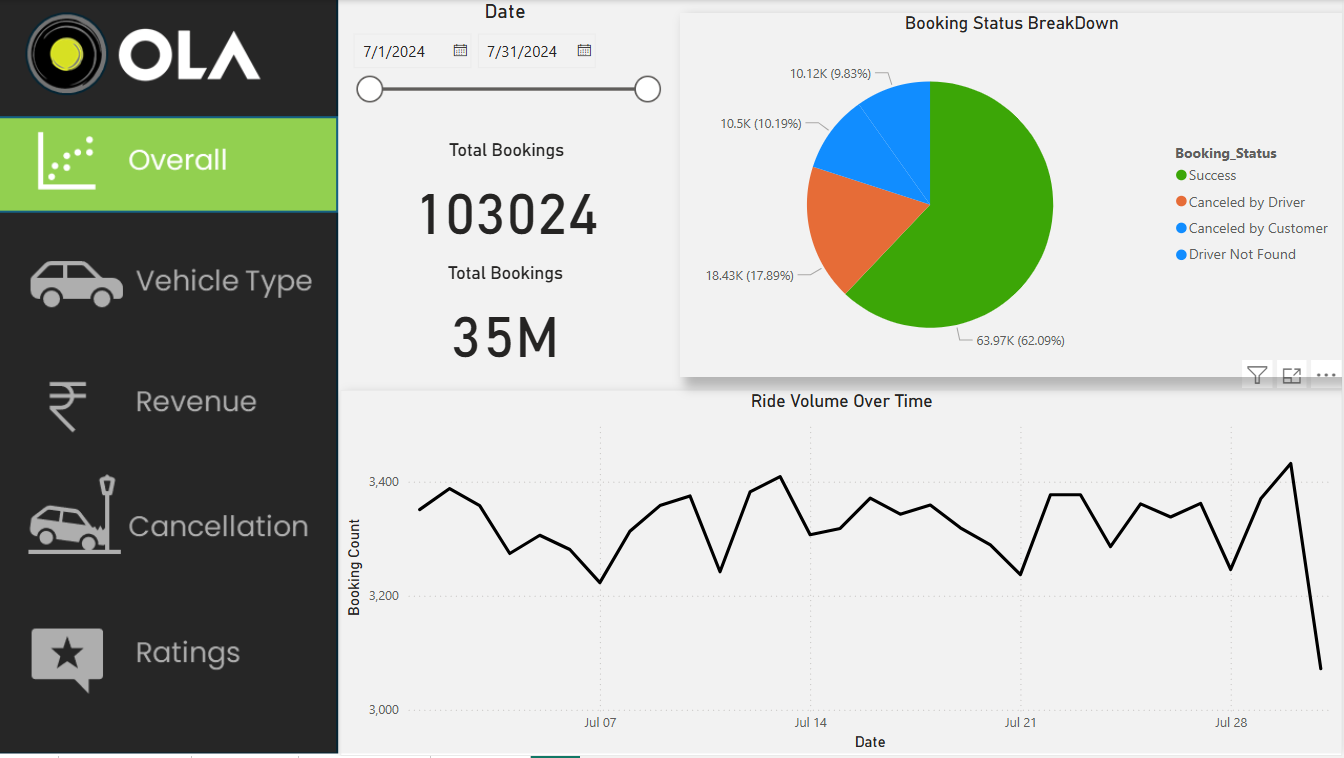 OLA
Overall
Vehicle Type
Revenue
Cancellation
Ratings
Date
7/1/2024
7/31/2024
Total Bookings
103024
Total Bookings
35M
Booking Status BreakDown
10.12K (9.83%)
10.5K (10.19%)
18.43K (17.89%)
63.97K (62.09%)
Booking_Status
Success
Canceled by Driver
Canceled by Customer
Driver Not Found
Ride Volume Over Time
Booking Count
3,400
3,200
3,000
Jul 07
Jul 14
Jul 21
Jul 28
Date